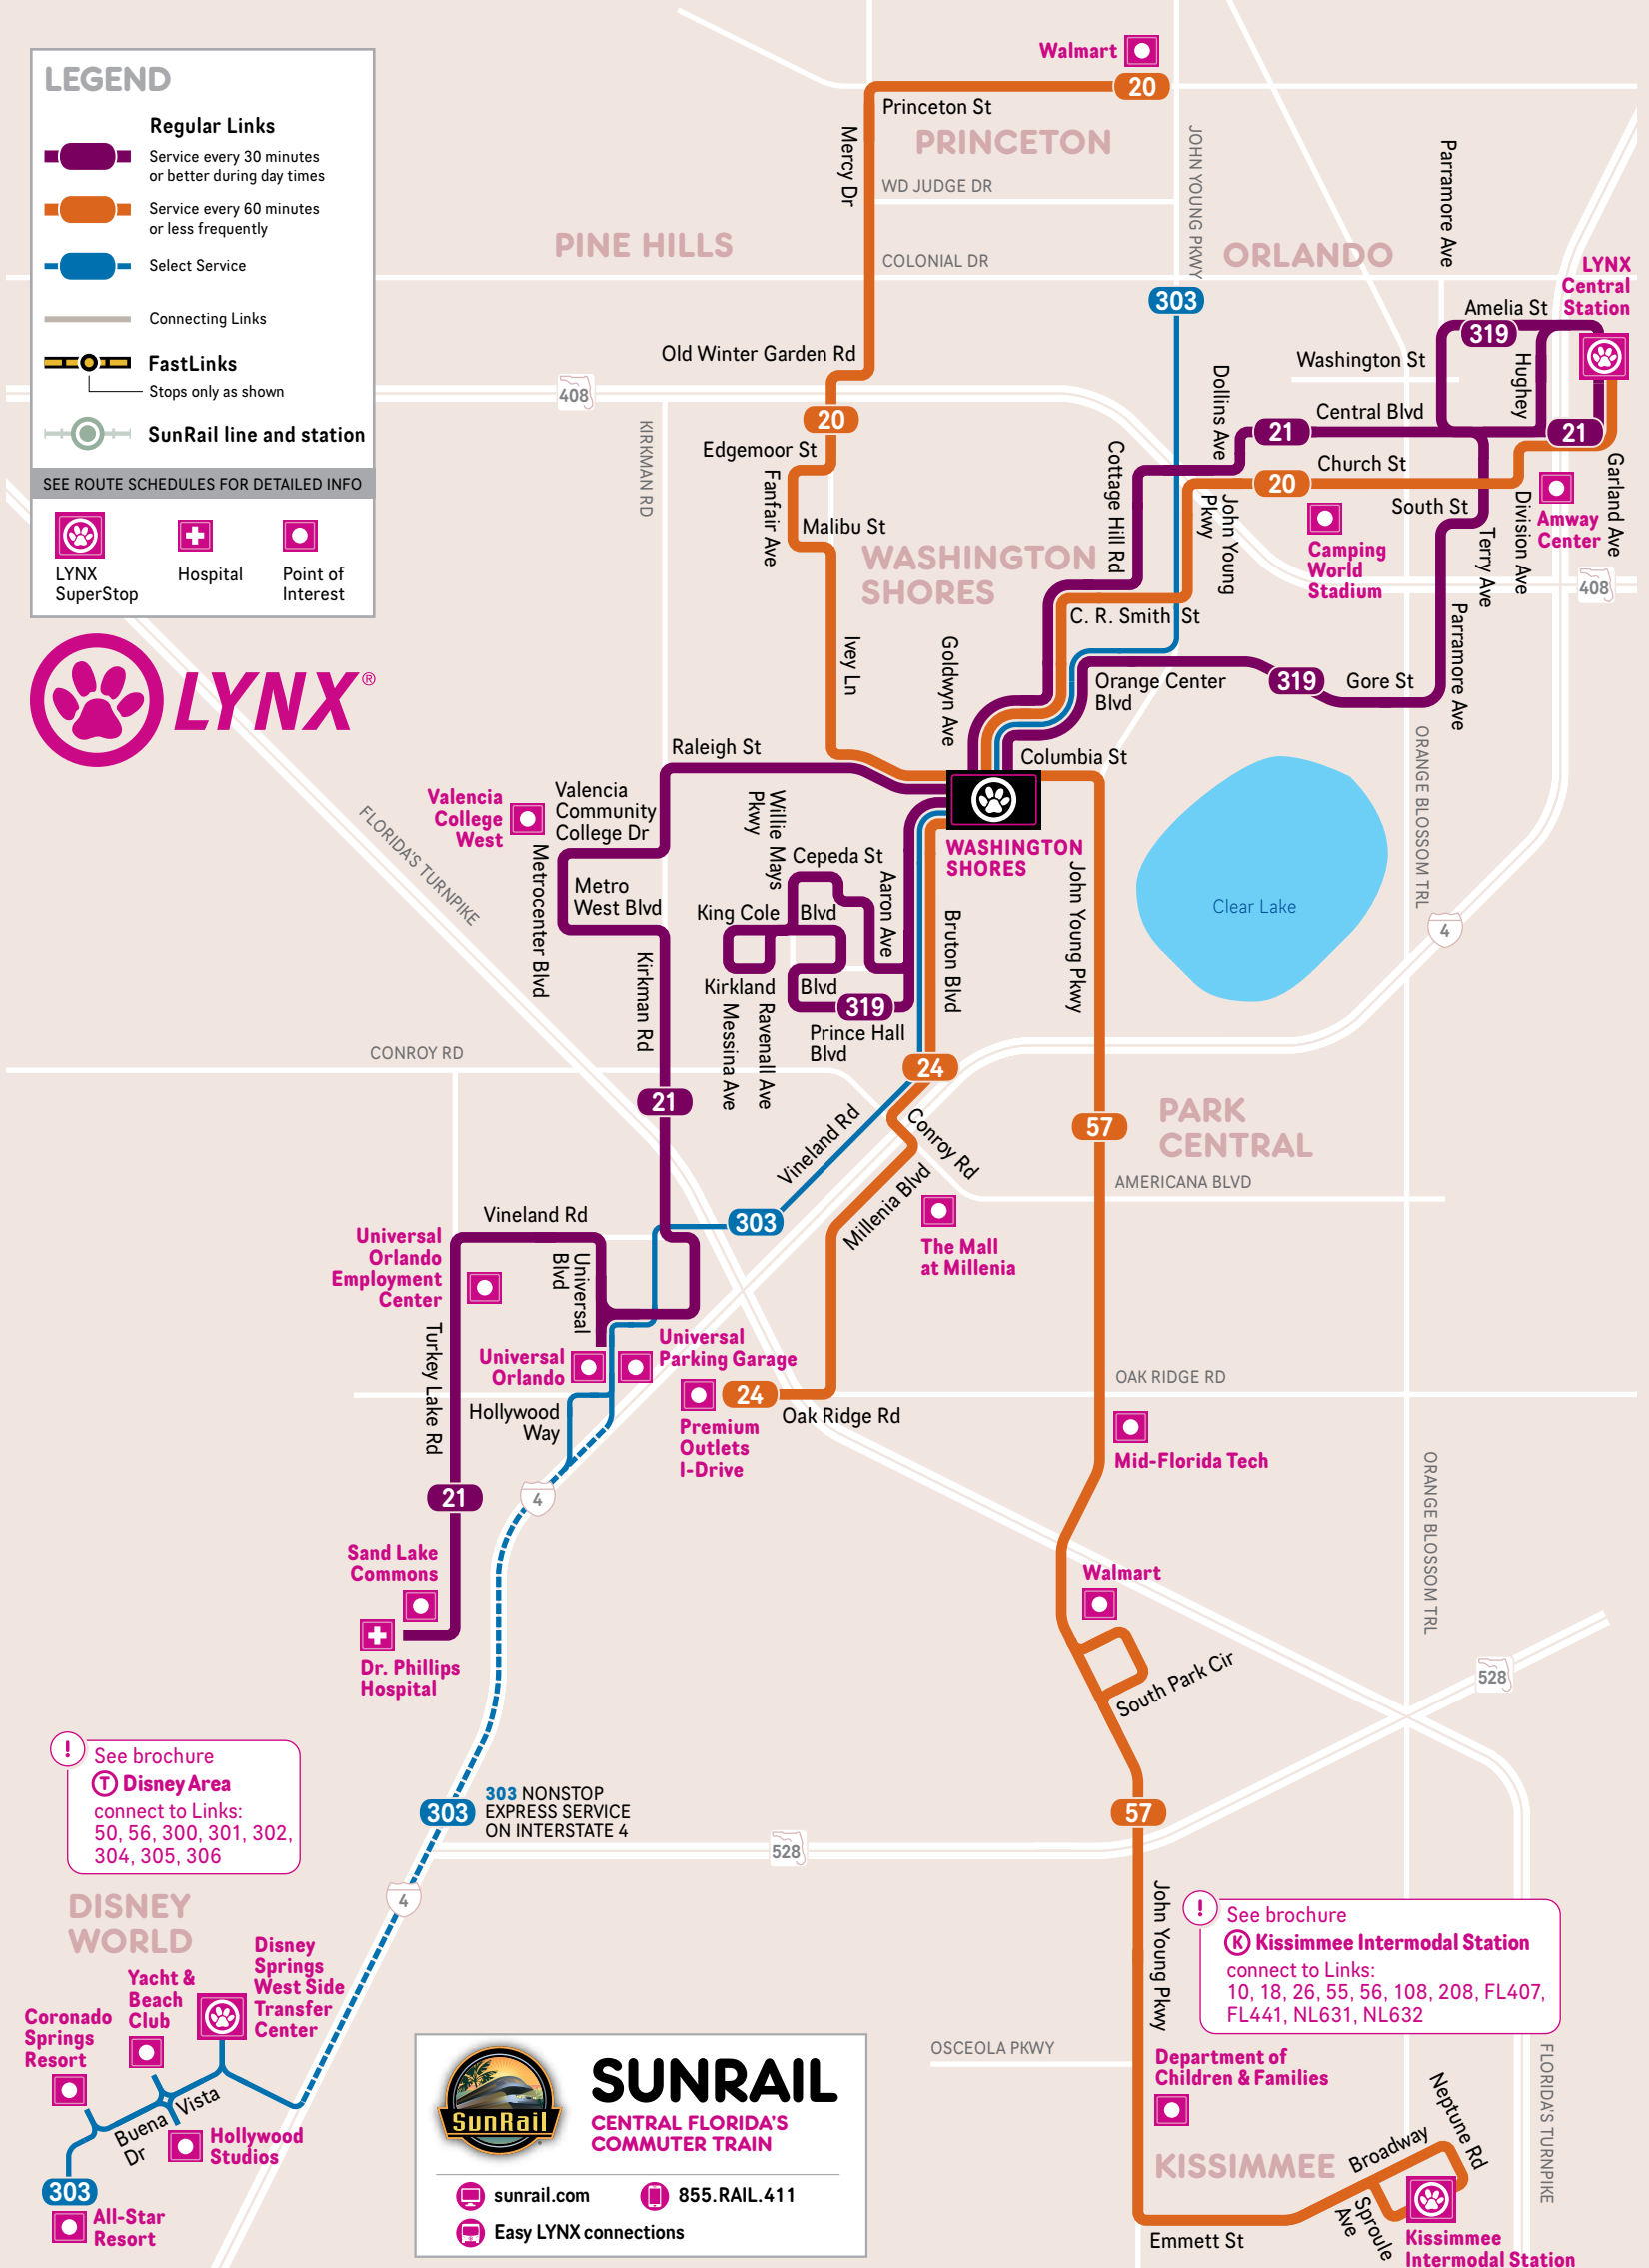 LEGEND
Regular Links
Service every 30 minutes
or better during day times
Service every 60 minutes
or less frequently
Select Service
Connecting Links
FastLinks
Stops only as shown
SunRail line and station
SEE ROUTE SCHEDULES FOR DETAILED INFO
LYNX
SuperStop
Hospital
Point of
Interest
LYNX®
Walmart
20
Princeton St
PRINCETON
Mercy Dr
WD JUDGE DR
JOHN YOUNG PKWY
Parramore Ave
PINE HILLS
COLONIAL DR
ORLANDO
LYNX
Central
Station
303
Amelia St
319
Old Winter Garden Rd
Washington St
Hughey
408
Dollins Ave
Central Blvd
20
21
21
KIRKMAN RD
Edgemoor St
Cottage Hill Rd
Church St
Garland Ave
Fanfair Ave
20
John Young
Pkwy
South St
Division Ave
Amway
Center
Malibu St
Camping
World
Stadium
Terry Ave
WASHINGTON
SHORES
408
C. R. Smith St
Parramore Ave
Ivey Ln
Goldwyn Ave
Orange Center
Blvd
319
Gore St
Raleigh St
Columbia St
ORANGE BLOSSOM TRL
Valencia
College
West
Valencia
Community
College Dr
Willie Mays
Pkwy
FLORIDA'S TURNPIKE
WASHINGTON
SHORES
Metrocenter Blvd
Cepeda St
Aaron Ave
John Young Pkwy
Metro
West Blvd
King Cole Blvd
Clear Lake
Bruton Blvd
4
Kirkman Rd
Kirkland Blvd
319
Messina Ave
Ravenall Ave
Prince Hall
Blvd
CONROY RD
24
21
Vineland Rd
Conroy Rd
57
PARK
CENTRAL
Millenia Blvd
AMERICANA BLVD
Vineland Rd
303
The Mall
at Millenia
Universal
Orlando
Employment
Center
Universal
Blvd
Turkey Lake Rd
Universal
Orlando
Universal
Parking Garage
OAK RIDGE RD
24
Oak Ridge Rd
Hollywood
Way
Premium
Outlets
I-Drive
Mid-Florida Tech
ORANGE BLOSSOM TRL
21
4
Sand Lake
Commons
Walmart
Dr. Phillips
Hospital
South Park Cir
528
! See brochure
T Disney Area
connect to Links:
50, 56, 300, 301, 302,
304, 305, 306
303
303 NONSTOP
EXPRESS SERVICE
ON INTERSTATE 4
57
528
4
DISNEY
WORLD
John Young Pkwy
! See brochure
K Kissimmee Intermodal Station
connect to Links:
10, 18, 26, 55, 56, 108, 208, FL407,
FL441, NL631, NL632
Disney
Springs
West Side
Transfer
Center
Yacht &
Beach
Club
Coronado
Springs
Resort
Buena Vista
Dr
Hollywood
Studios
303
All-Star
Resort
SunRail
SUNRAIL
CENTRAL FLORIDA'S
COMMUTER TRAIN
sunrail.com
855.RAIL.411
Easy LYNX connections
OSCEOLA PKWY
Department of
Children & Families
FLORIDA'S TURNPIKE
KISSIMMEE
Broadway
Neptune Rd
Emmett St
Sproule
Ave
Kissimmee
Intermodal Station